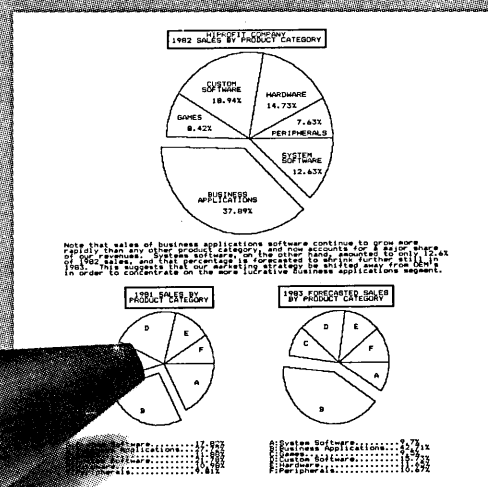 HIPROFIT COMPANY
1982 SALES BY PRODUCT CATEGORY
CUSTOM
SOFTWARE
18.94%
HARDWARE
14.73%
GAMES
8.42%
7.63%
PERIPHERALS
SYSTEM
SOFTWARE
12.63%
BUSINESS
APPLICATIONS
37.89%
Note that sales of business applications software continue to grow more
rapidly than any other product category, and now accounts for a major share
of our revenues. Systems software, on the other hand, amounted to only 12.6%
of 1982 sales, and that percentage is forecasted to shrink further still in
1983. This suggests that our marketing strategy be shifted away from OEM's
in order to concentrate on the more lucrative business applications segment.
1981 SALES BY
PRODUCT CATEGORY
D
E
F
A
B
1983 FORECASTED SALES
BY PRODUCT CATEGORY
D
E
C
F
A
B
Software
Applications
A:System Software 9.7%
B:Business Applications
C:Games
D:Custom Software
E:Hardware
F:Peripherals